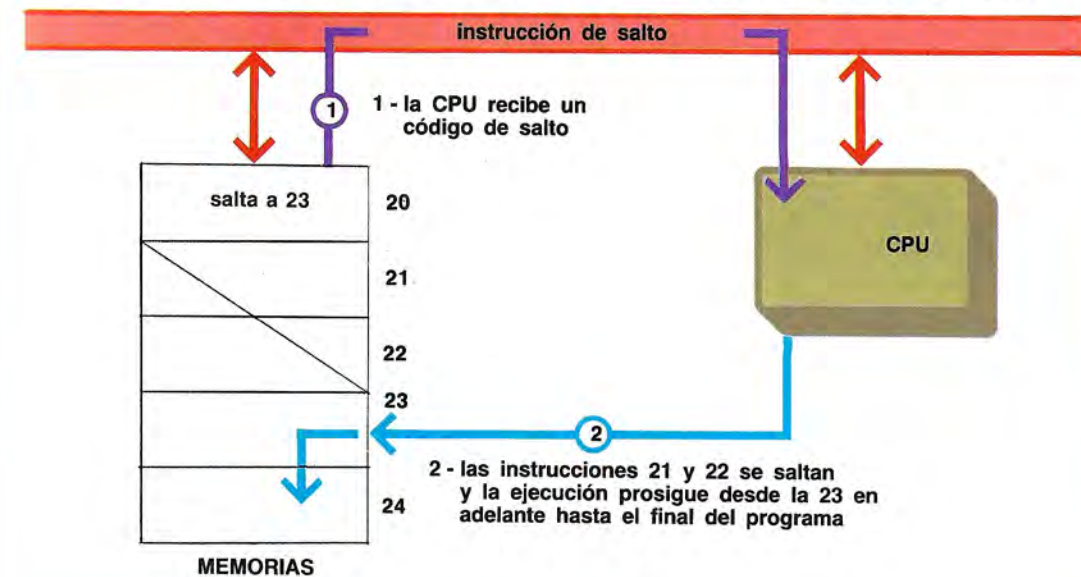 instrucción de salto
1
1 - la CPU recibe un
código de salto
salta a 23
20
CPU
21
22
23
2
2 - las instrucciones 21 y 22 se saltan
y la ejecución prosigue desde la 23 en
adelante hasta el final del programa
24
MEMORIAS